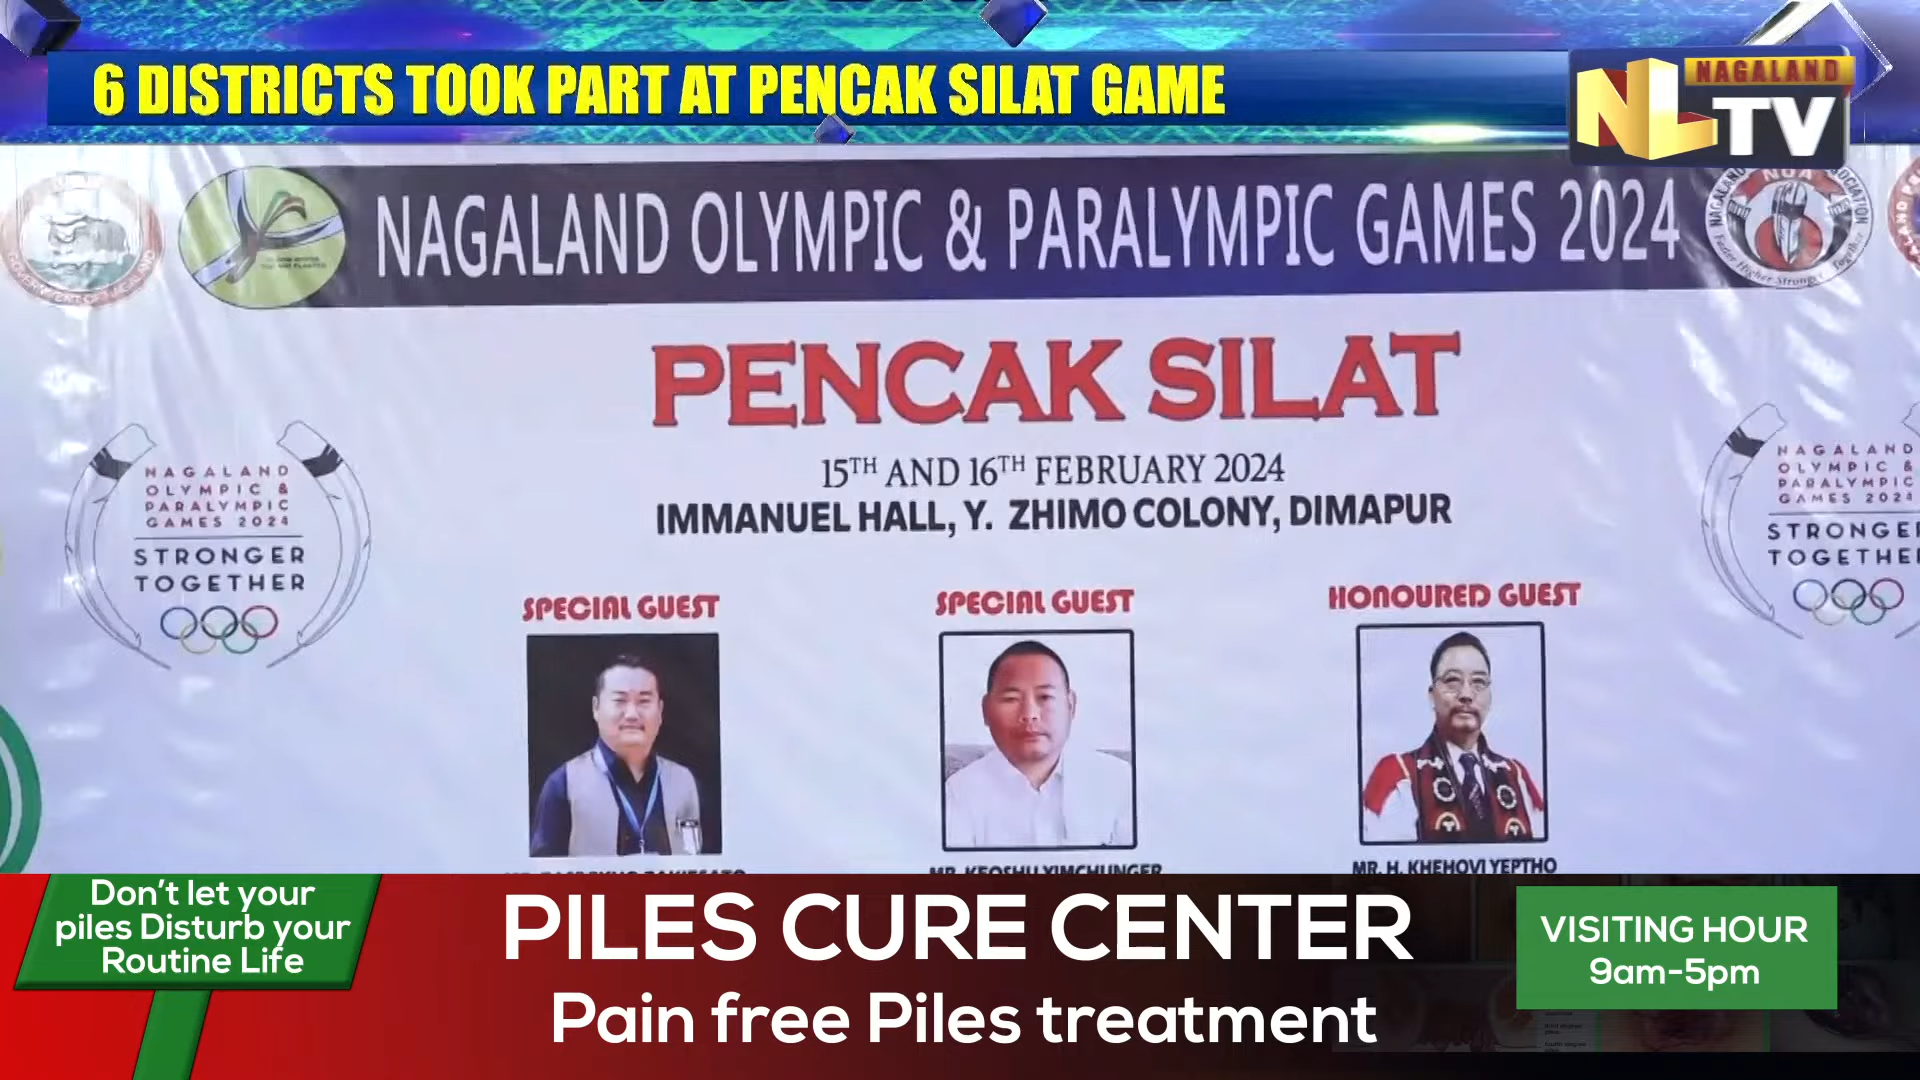 6 DISTRICTS TOOK PART AT PENCAK SILAT GAME
NAGALAND
NL TV
NAGALAND OLYMPIC & PARALYMPIC GAMES 2024
PENCAK SILAT
15TH AND 16TH FEBRUARY 2024
IMMANUEL HALL, Y. ZHIMO COLONY, DIMAPUR
NAGALAND
OLYMPIC &
PARALYMPIC
GAMES 2024
STRONGER
TOGETHER
NAGALAND
OLYMPIC &
PARALYMPIC
GAMES 2024
STRONGER
TOGETHER
SPECIAL GUEST
SPECIAL GUEST
HONOURED GUEST
MR. KEOSHU YIMCHUNGER
MR. H. KHEHOVI YEPTHO
Don't let your
piles Disturb your
Routine Life
PILES CURE CENTER
Pain free Piles treatment
VISITING HOUR
9am-5pm